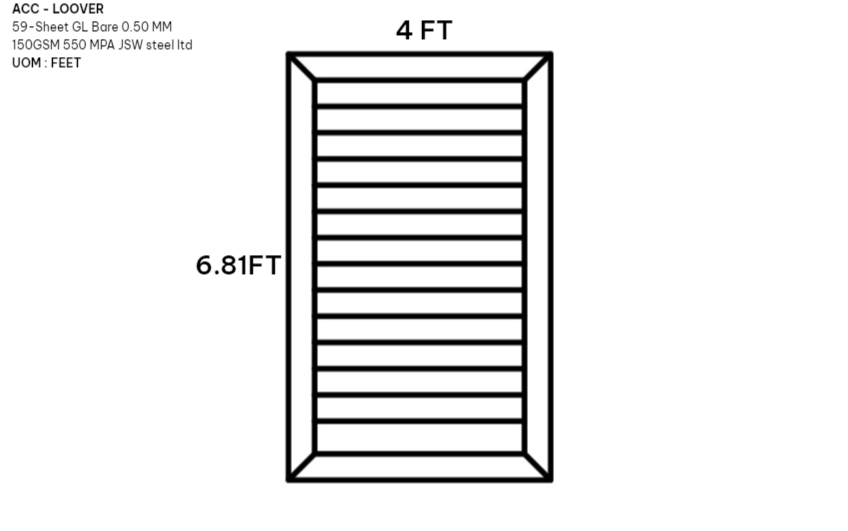 ACC - LOOVER
59-Sheet GL Bare 0.50 MM
150GSM 550 MPA JSW steel ltd
UOM : FEET
4 FT
6.81FT